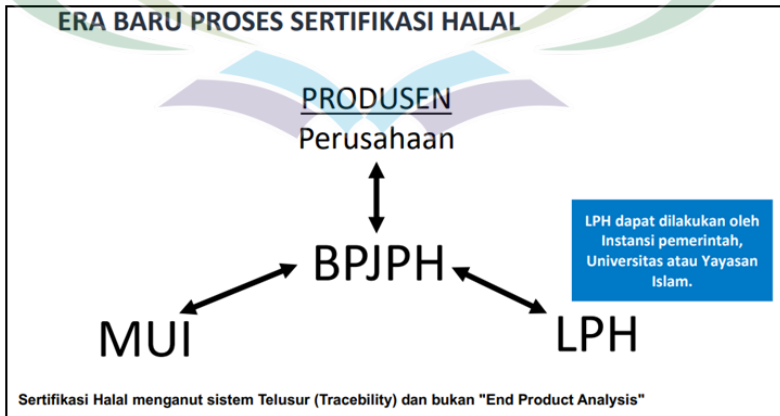 ERA BARU PROSES SERTIFIKASI HALAL
PRODUSEN
Perusahaan
BPJPH
LPH dapat dilakukan oleh
Instansi pemerintah,
Universitas atau Yayasan
Islam.
MUI
LPH
Sertifikasi Halal menganut sistem Telusur (Tracebility) dan bukan "End Product Analysis"